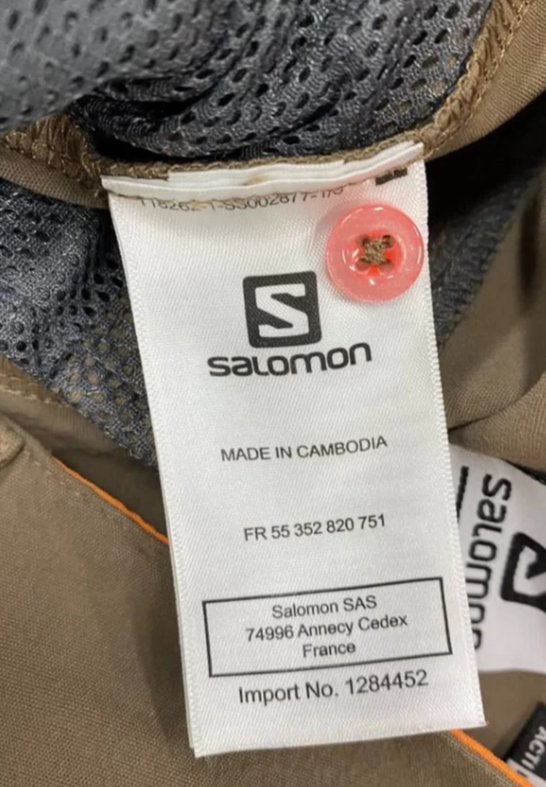 SALOMON
MADE IN CAMBODIA
FR 55 352 820 751
Salomon SAS
74996 Annecy Cedex
France
Import No. 1284452
SALOMON